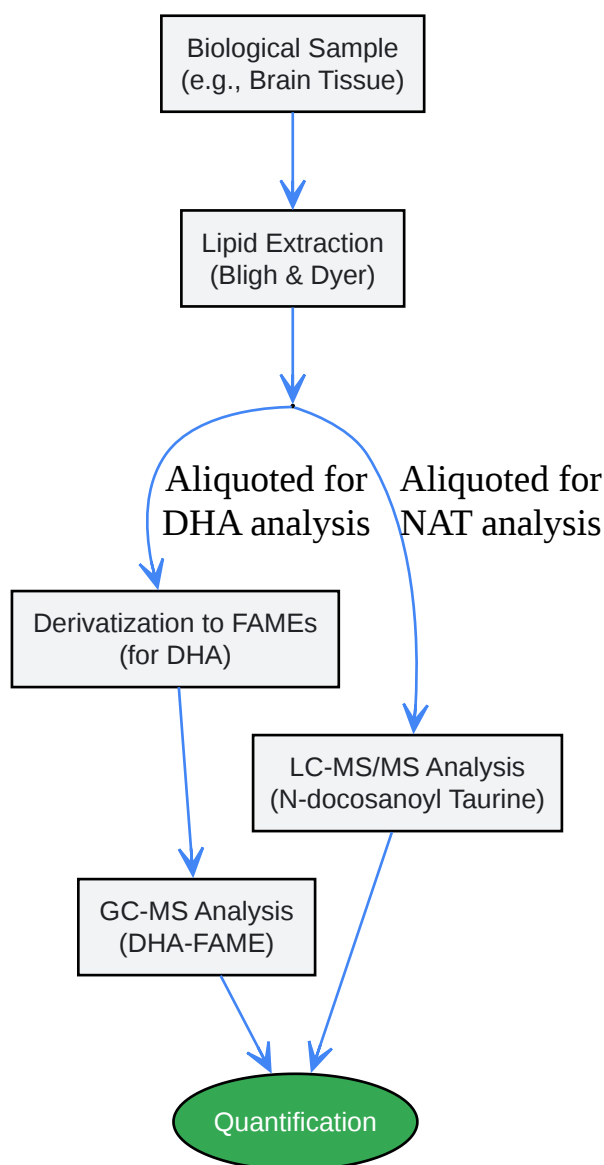 Biological Sample
(e.g., Brain Tissue)
Lipid Extraction
(Bligh & Dyer)
Aliquoted for
DHA analysis
Aliquoted for
NAT analysis
Derivatization to FAMEs
(for DHA)
LC-MS/MS Analysis
(N-docosanoyl Taurine)
GC-MS Analysis
(DHA-FAME)
Quantification